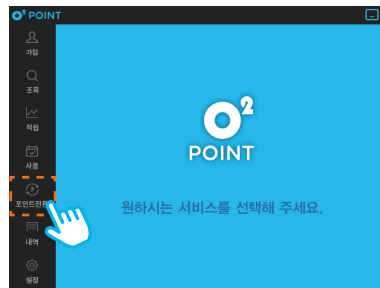 O² POINT
가입
조회
적립
사용
포인트전환
내역
설정
O²
POINT
원하시는 서비스를 선택해 주세요.